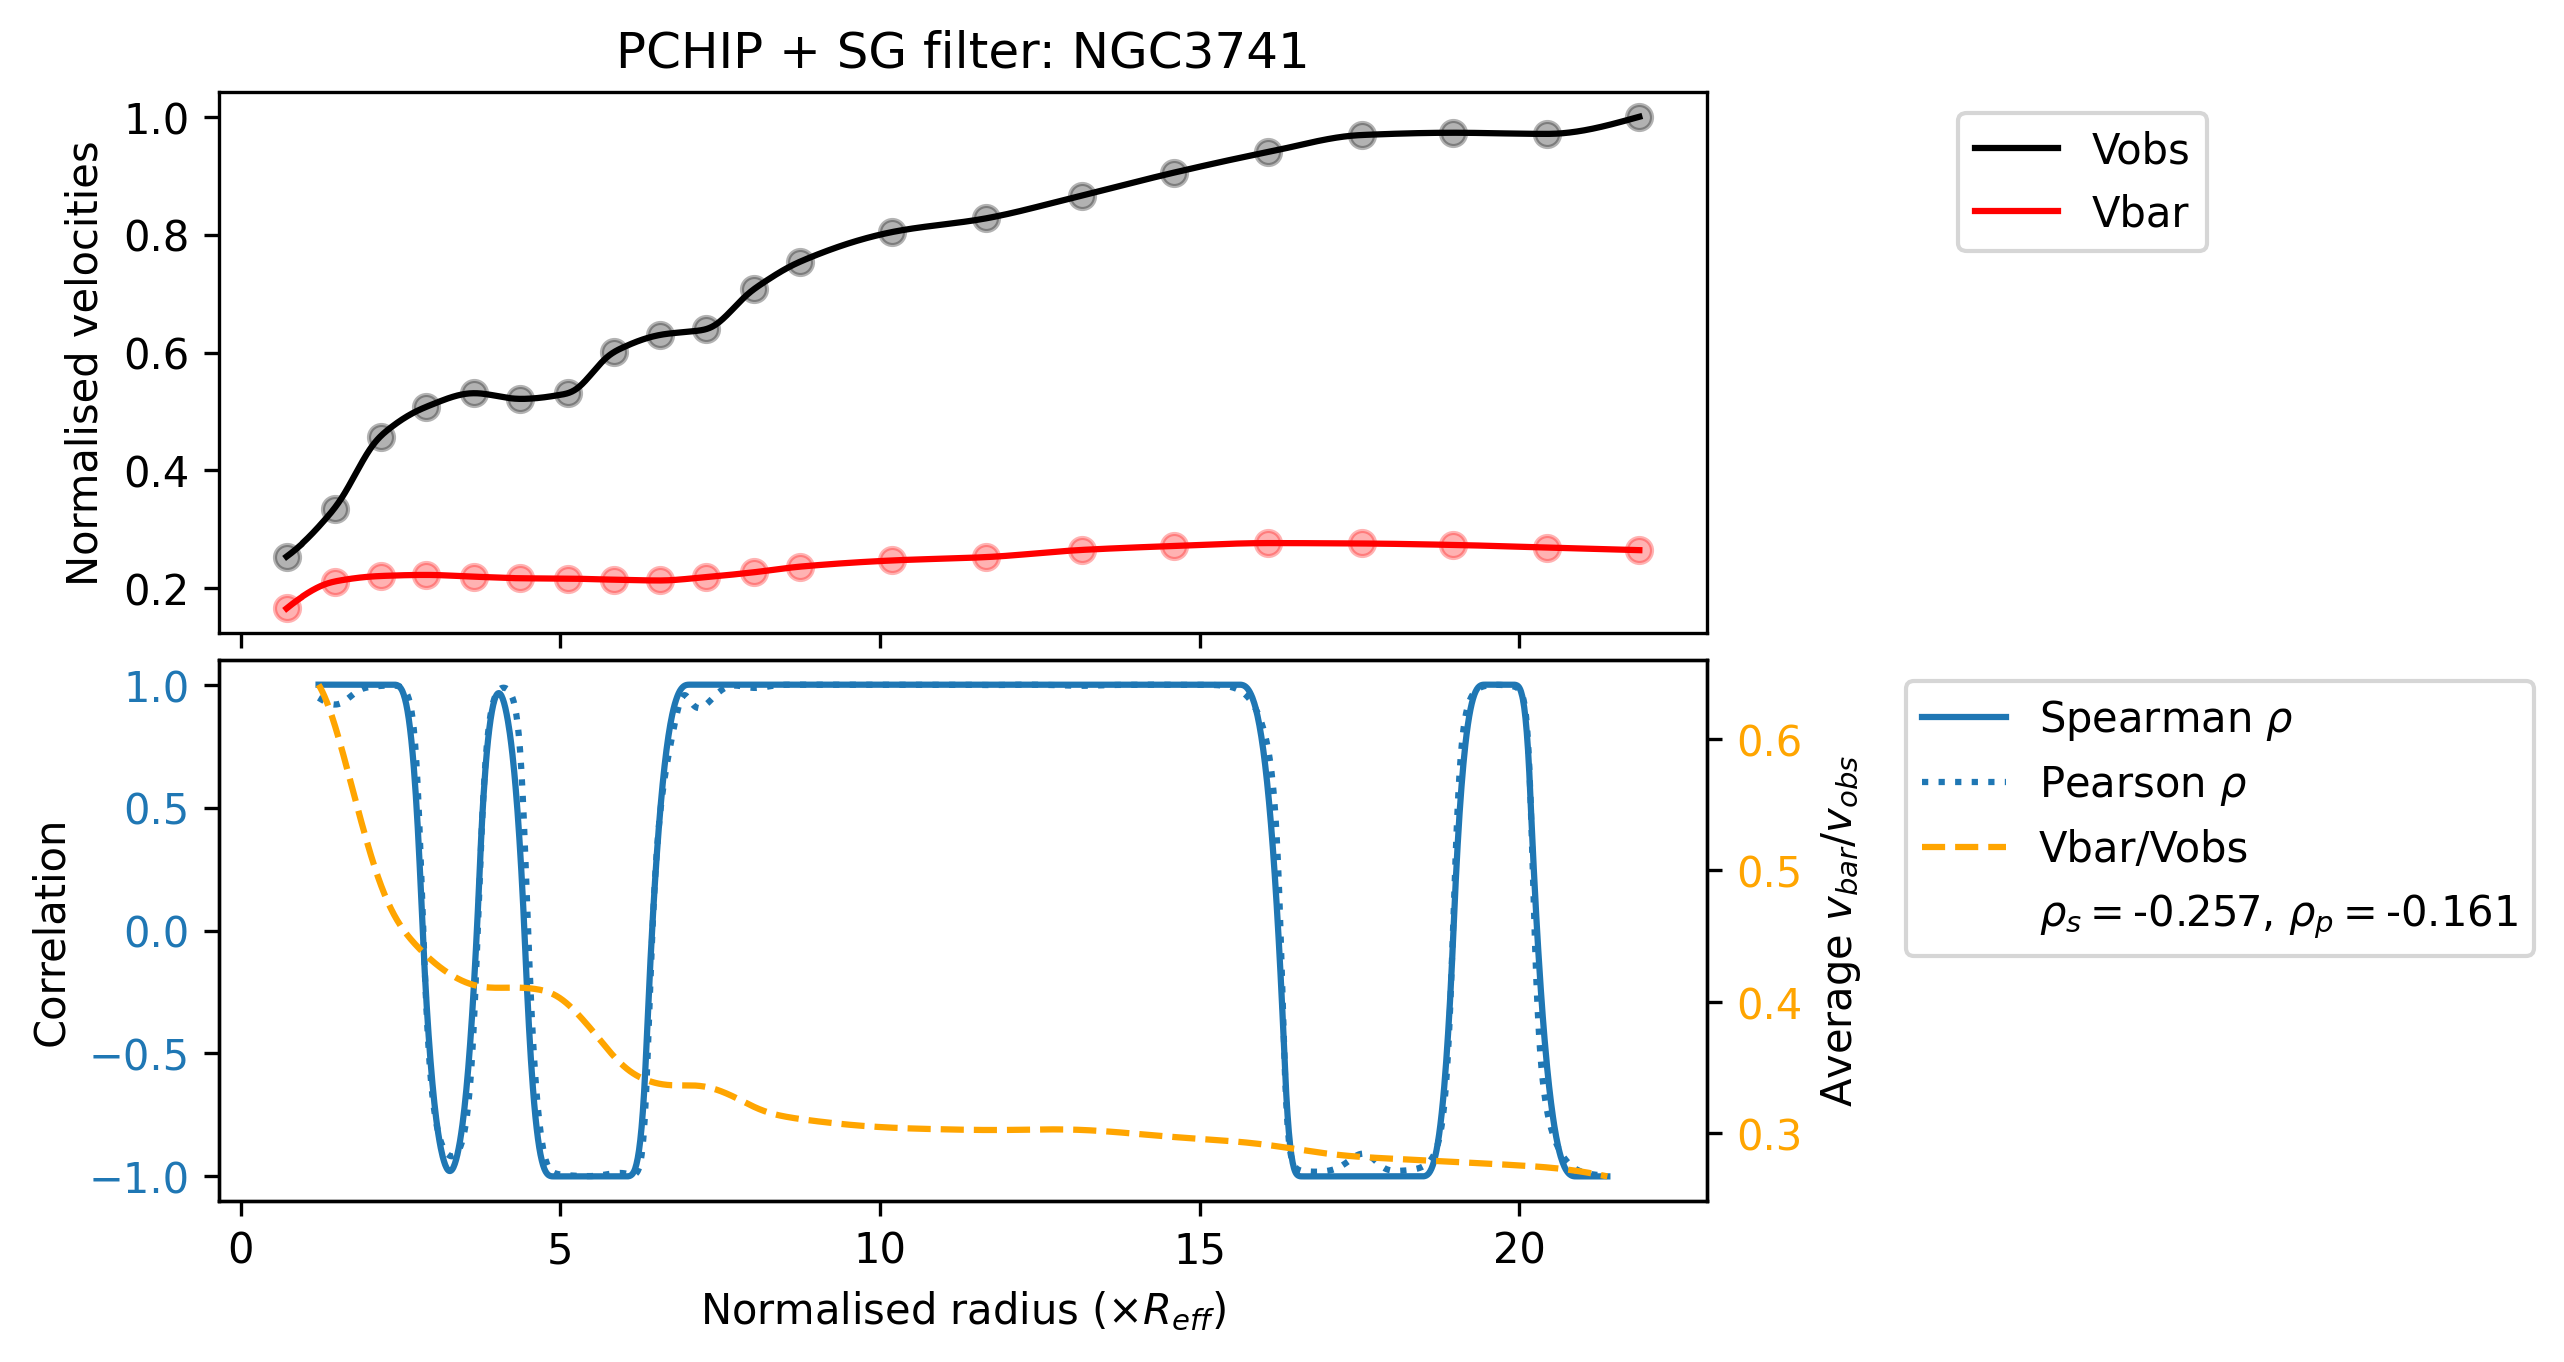 PCHIP + SG filter: NGC3741
Normalised velocities
1.0
0.8
0.6
0.4
0.2
Vobs
Vbar
Correlation
1.0
0.5
0.0
−0.5
−1.0
0.6
0.5
0.4
0.3
Average v_bar/v_obs
Spearman ρ
Pearson ρ
Vbar/Vobs
ρ_s = -0.257, ρ_p = -0.161
0 5 10 15 20
Normalised radius (×R_eff)